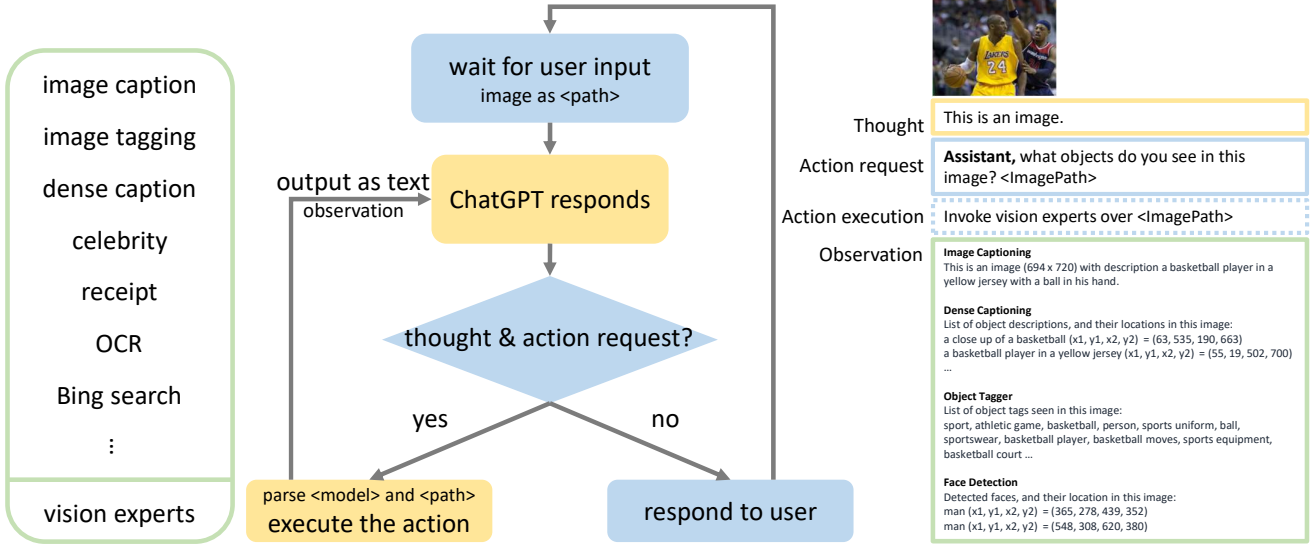 image caption
image tagging
dense caption
celebrity
receipt
OCR
Bing search
⋮
vision experts
wait for user input
image as <path>
output as text
observation
ChatGPT responds
thought & action request?
yes
no
parse <model> and <path>
execute the action
respond to user
LAKERS
24
Thought
This is an image.
Action request
Assistant, what objects do you see in this
image? <ImagePath>
Action execution
Invoke vision experts over <ImagePath>
Observation
Image Captioning
This is an image (694 x 720) with description a basketball player in a
yellow jersey with a ball in his hand.
Dense Captioning
List of object descriptions, and their locations in this image:
a close up of a basketball (x1, y1, x2, y2) = (63, 535, 190, 663)
a basketball player in a yellow jersey (x1, y1, x2, y2) = (55, 19, 502, 700)
...
Object Tagger
List of object tags seen in this image:
sport, athletic game, basketball, person, sports uniform, ball,
sportswear, basketball player, basketball moves, sports equipment,
basketball court ...
Face Detection
Detected faces, and their location in this image:
man (x1, y1, x2, y2) = (365, 278, 439, 352)
man (x1, y1, x2, y2) = (548, 308, 620, 380)